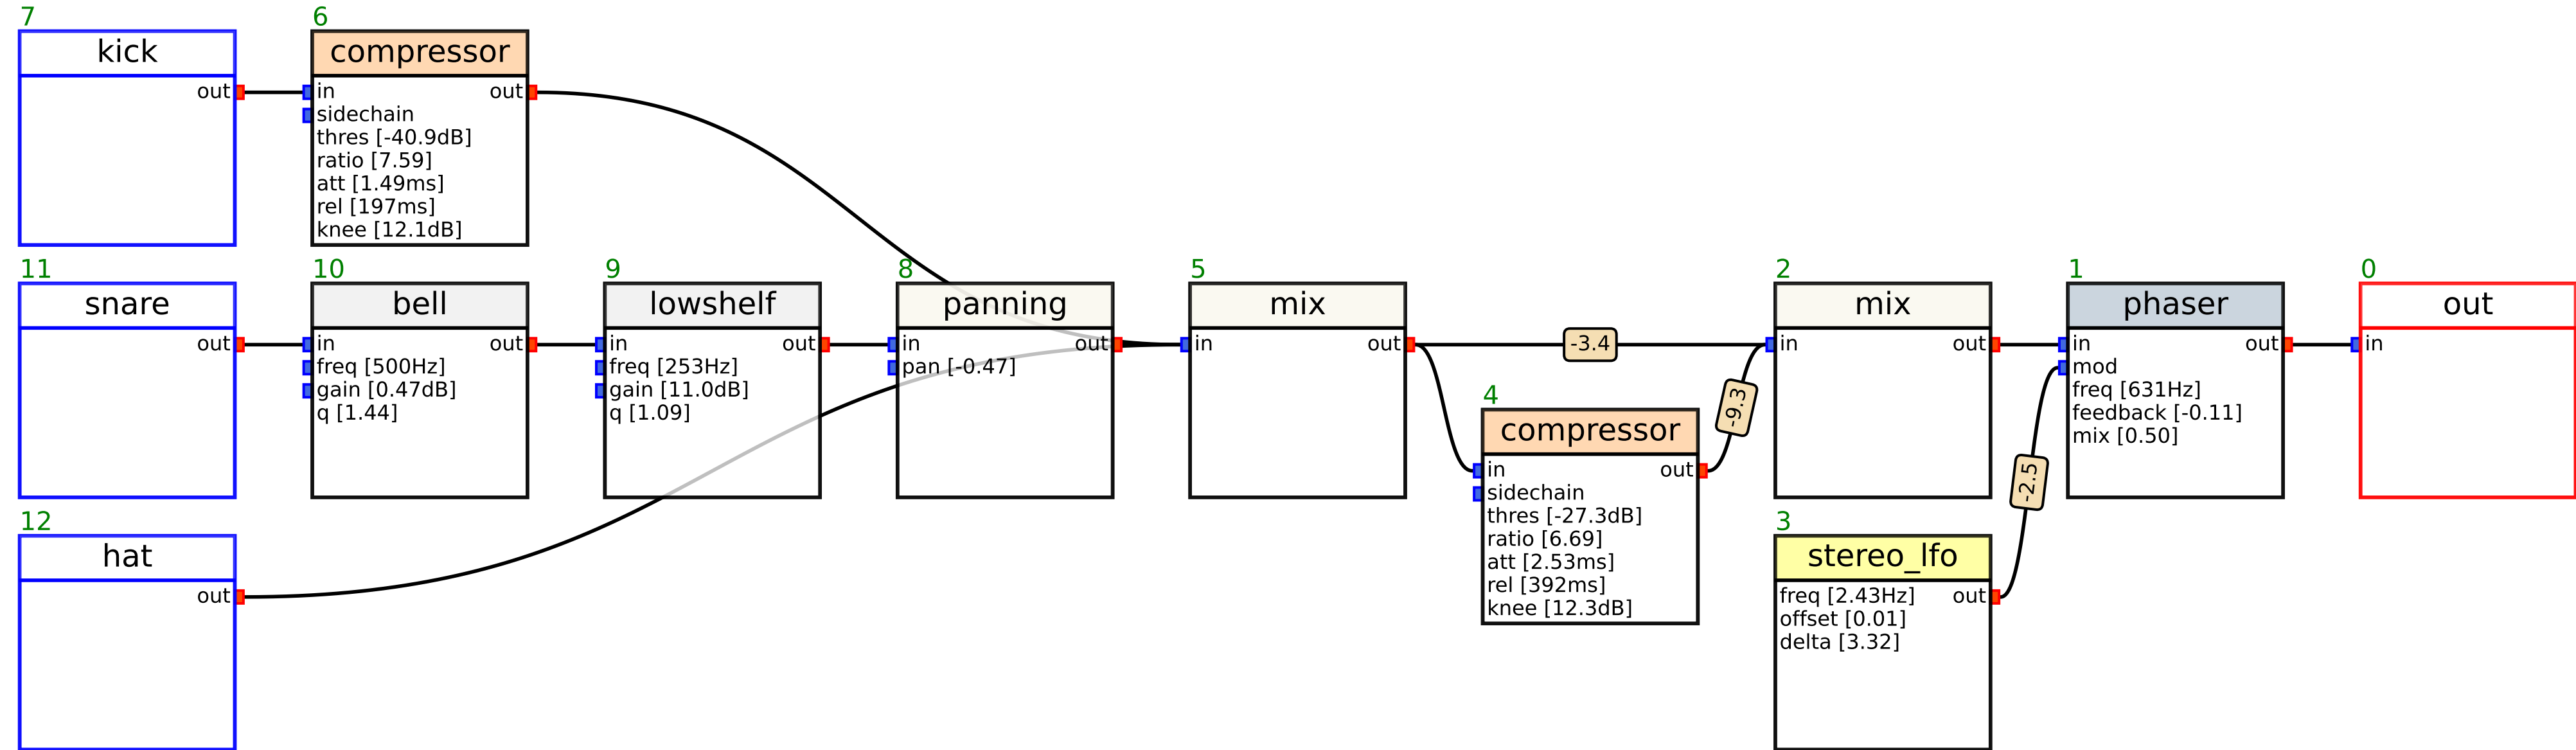 7
kick
out
6
compressor
in out
sidechain
thres [-40.9dB]
ratio [7.59]
att [1.49ms]
rel [197ms]
knee [12.1dB]
11
snare
out
10
bell
in out
freq [500Hz]
gain [0.47dB]
q [1.44]
9
lowshelf
in out
freq [253Hz]
gain [11.0dB]
q [1.09]
8
panning
in out
pan [-0.47]
5
mix
in out
-3.4
4
compressor
in out
sidechain
thres [-27.3dB]
ratio [6.69]
att [2.53ms]
rel [392ms]
knee [12.3dB]
-9.3
2
mix
in out
1
phaser
in out
mod
freq [631Hz]
feedback [-0.11]
mix [0.50]
0
out
in
-2.5
3
stereo_lfo
freq [2.43Hz] out
offset [0.01]
delta [3.32]
12
hat
out